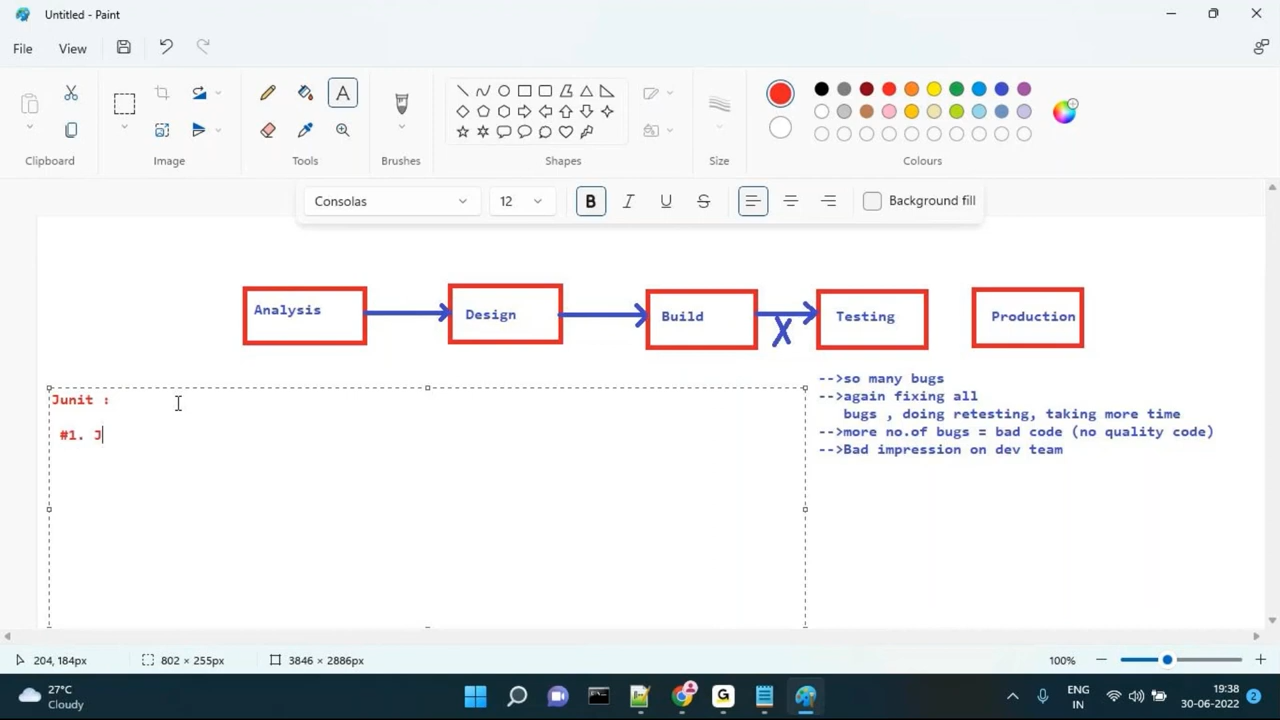 Untitled - Paint
File View
Clipboard
Image
Tools
Brushes
Shapes
Size
Colours
Consolas 12 B I U S Background fill
Analysis Design Build Testing Production
X
-->so many bugs
-->again fixing all
bugs , doing retesting, taking more time
-->more no.of bugs = bad code (no quality code)
-->Bad impression on dev team
Junit :
#1. J
204, 184px 802 × 255px 3846 × 2886px 100%
27°C
Cloudy
ENG
IN
19:38
30-06-2022
2